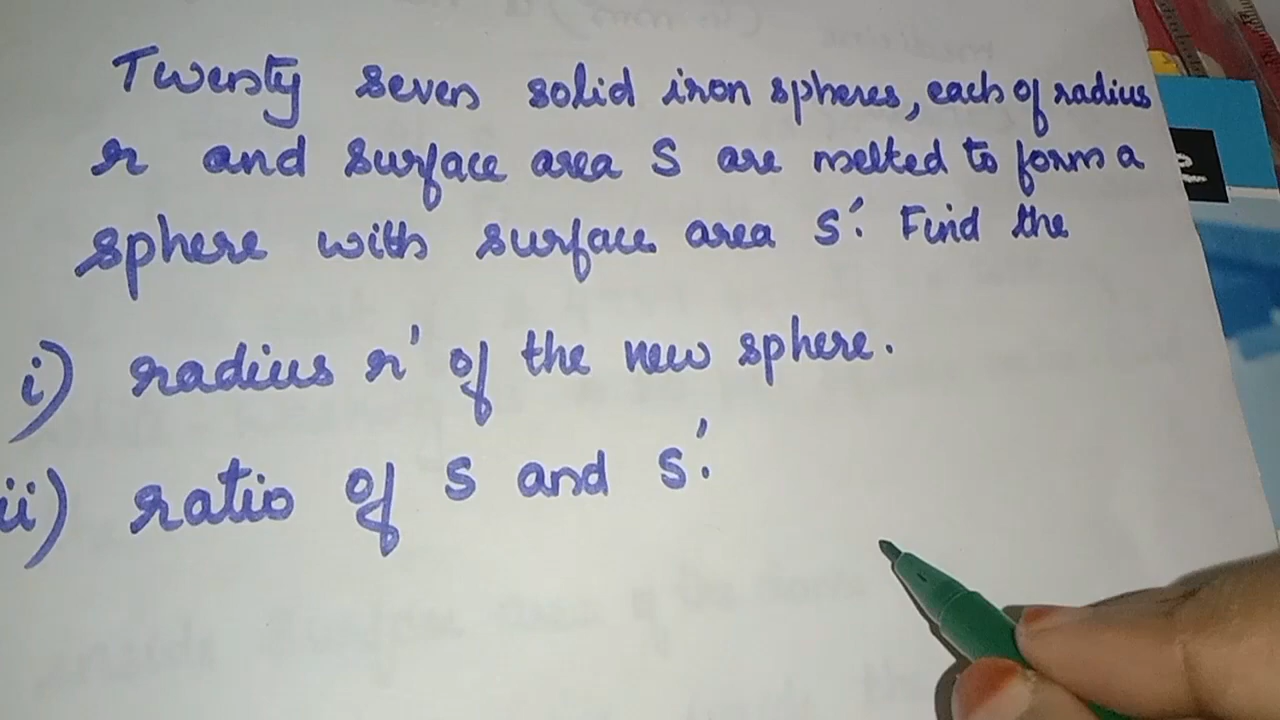 Twenty seven solid iron spheres, each of radius
r and surface area S are melted to form a
sphere with surface area S'. Find the
i) radius r' of the new sphere.
ii) ratio of S and S'.